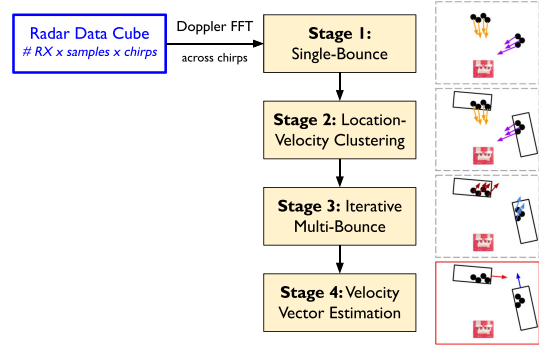 Radar Data Cube
# RX x samples x chirps
Doppler FFT
across chirps
Stage 1:
Single-Bounce
Stage 2: Location-
Velocity Clustering
Stage 3: Iterative
Multi-Bounce
Stage 4: Velocity
Vector Estimation